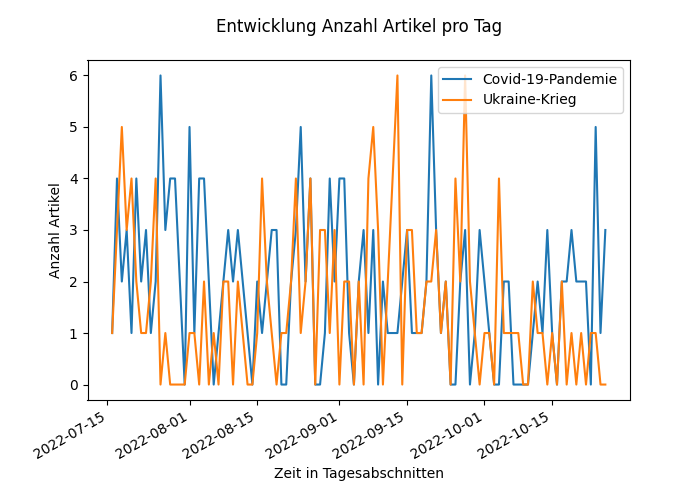 Entwicklung Anzahl Artikel pro Tag
Covid-19-Pandemie
Ukraine-Krieg
Anzahl Artikel
6
5
4
3
2
1
0
2022-07-15
2022-08-01
2022-08-15
2022-09-01
2022-09-15
2022-10-01
2022-10-15
Zeit in Tagesabschnitten